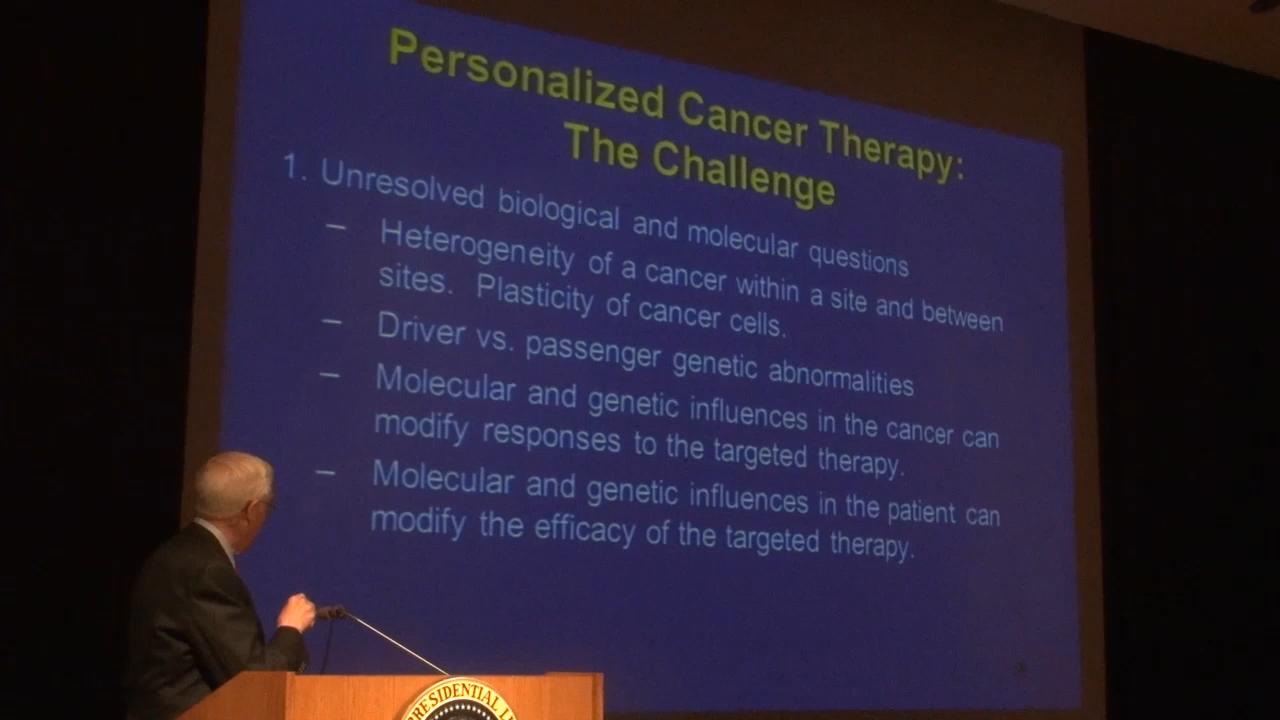 Personalized Cancer Therapy:
The Challenge
1. Unresolved biological and molecular questions
– Heterogeneity of a cancer within a site and between
sites. Plasticity of cancer cells.
– Driver vs. passenger genetic abnormalities
– Molecular and genetic influences in the cancer can
modify responses to the targeted therapy.
– Molecular and genetic influences in the patient can
modify the efficacy of the targeted therapy.
RESIDENTIAL L